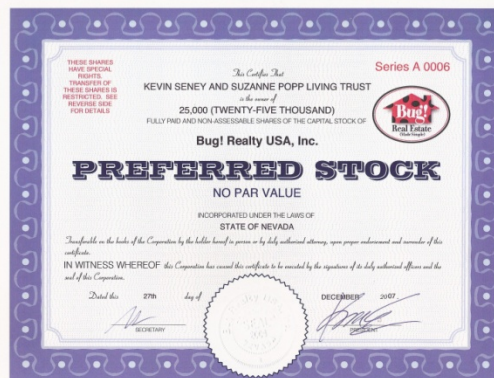 THESE SHARES
HAVE SPECIAL
RIGHTS.
TRANSFER OF
THESE SHARES IS
RESTRICTED. SEE
REVERSE SIDE
FOR DETAILS
Series A 0006
This Certifies That
KEVIN SENEY AND SUZANNE POPP LIVING TRUST
is the owner of
25,000 (TWENTY-FIVE THOUSAND)
FULLY PAID AND NON-ASSESSABLE SHARES OF THE CAPITAL STOCK OF
Bug! Realty USA, Inc.
Bug!
Real Estate
(Made Simple)
PREFERRED STOCK
NO PAR VALUE
INCORPORATED UNDER THE LAWS OF
STATE OF NEVADA
Transferable on the books of the Corporation by the holder hereof in person or by duly authorized attorney, upon proper endorsement and surrender of this
certificate.
IN WITNESS WHEREOF this Corporation has caused this certificate to be executed by the signatures of its duly authorized officers and the
seal of this Corporation.
Dated this 27th day of DECEMBER 2007
SECRETARY
PRESIDENT